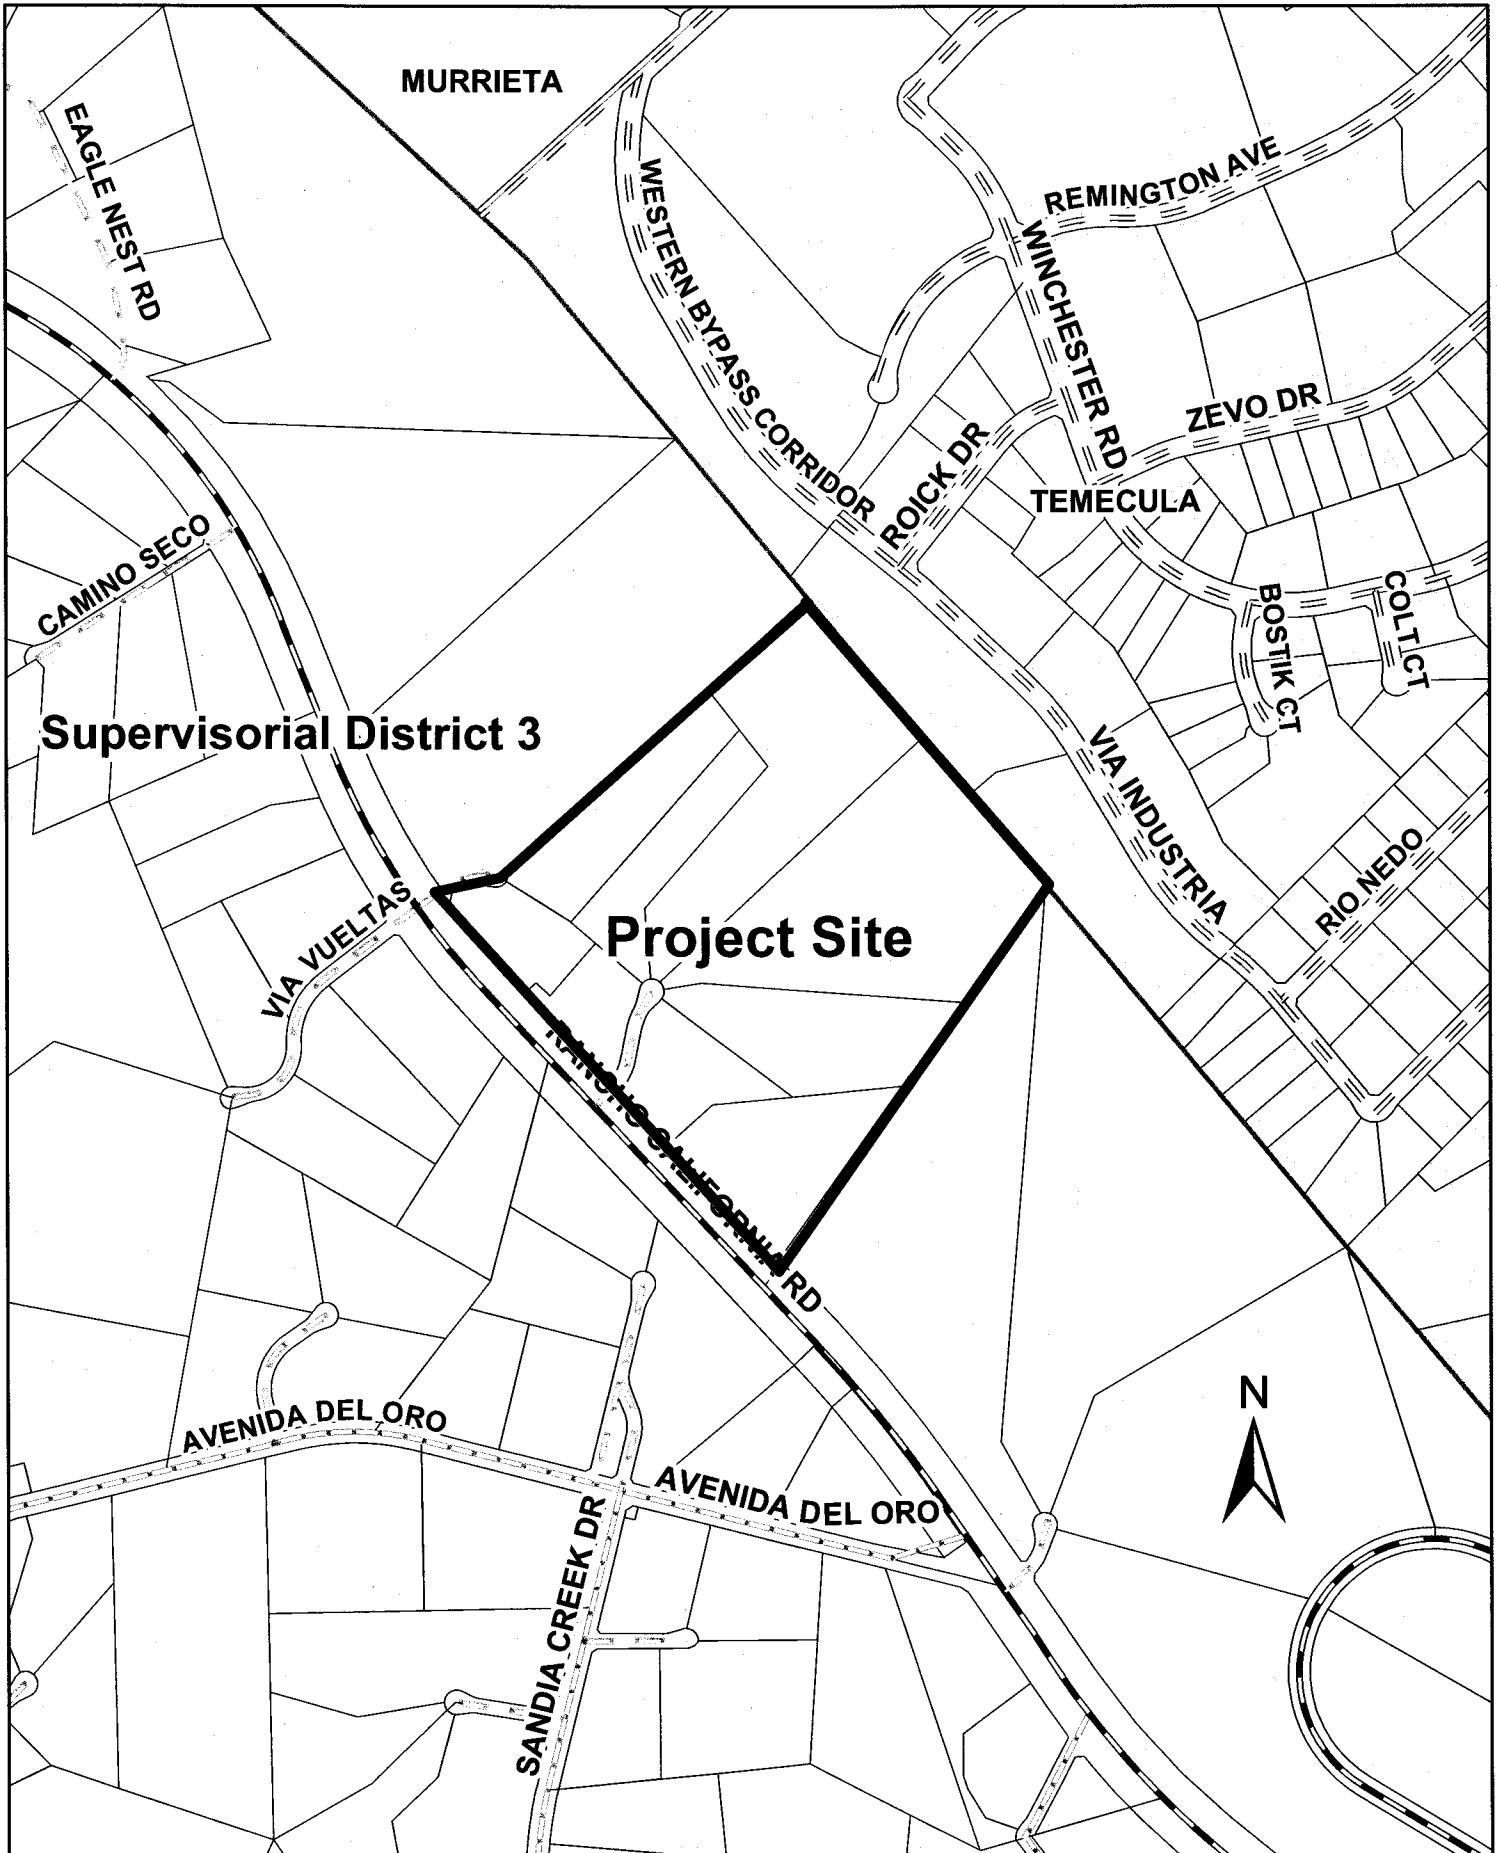 MURRIETA
EAGLE NEST RD
WESTERN BYPASS CORRIDOR
REMINGTON AVE
WINCHESTER RD
ZEVO DR
ROICK DR
TEMECULA
CAMINO SECO
BOSTIK CT
COLT CT
Supervisorial District 3
VIA INDUSTRIA
RIO NEDO
VIA VUELTAS
Project Site
RANCHO CALIFORNIA RD
N
AVENIDA DEL ORO
AVENIDA DEL ORO
SANDIA CREEK DR